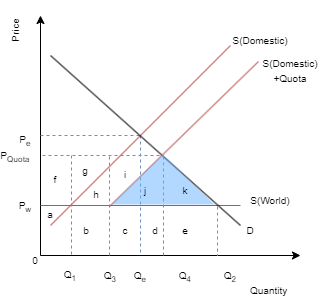 Price
S(Domestic)
S(Domestic)
+Quota
Pe
PQuota
g
i
f
h
j
k
Pw
S(World)
a
b
c
d
e
D
0
Q1
Q3
Qe
Q4
Q2
Quantity